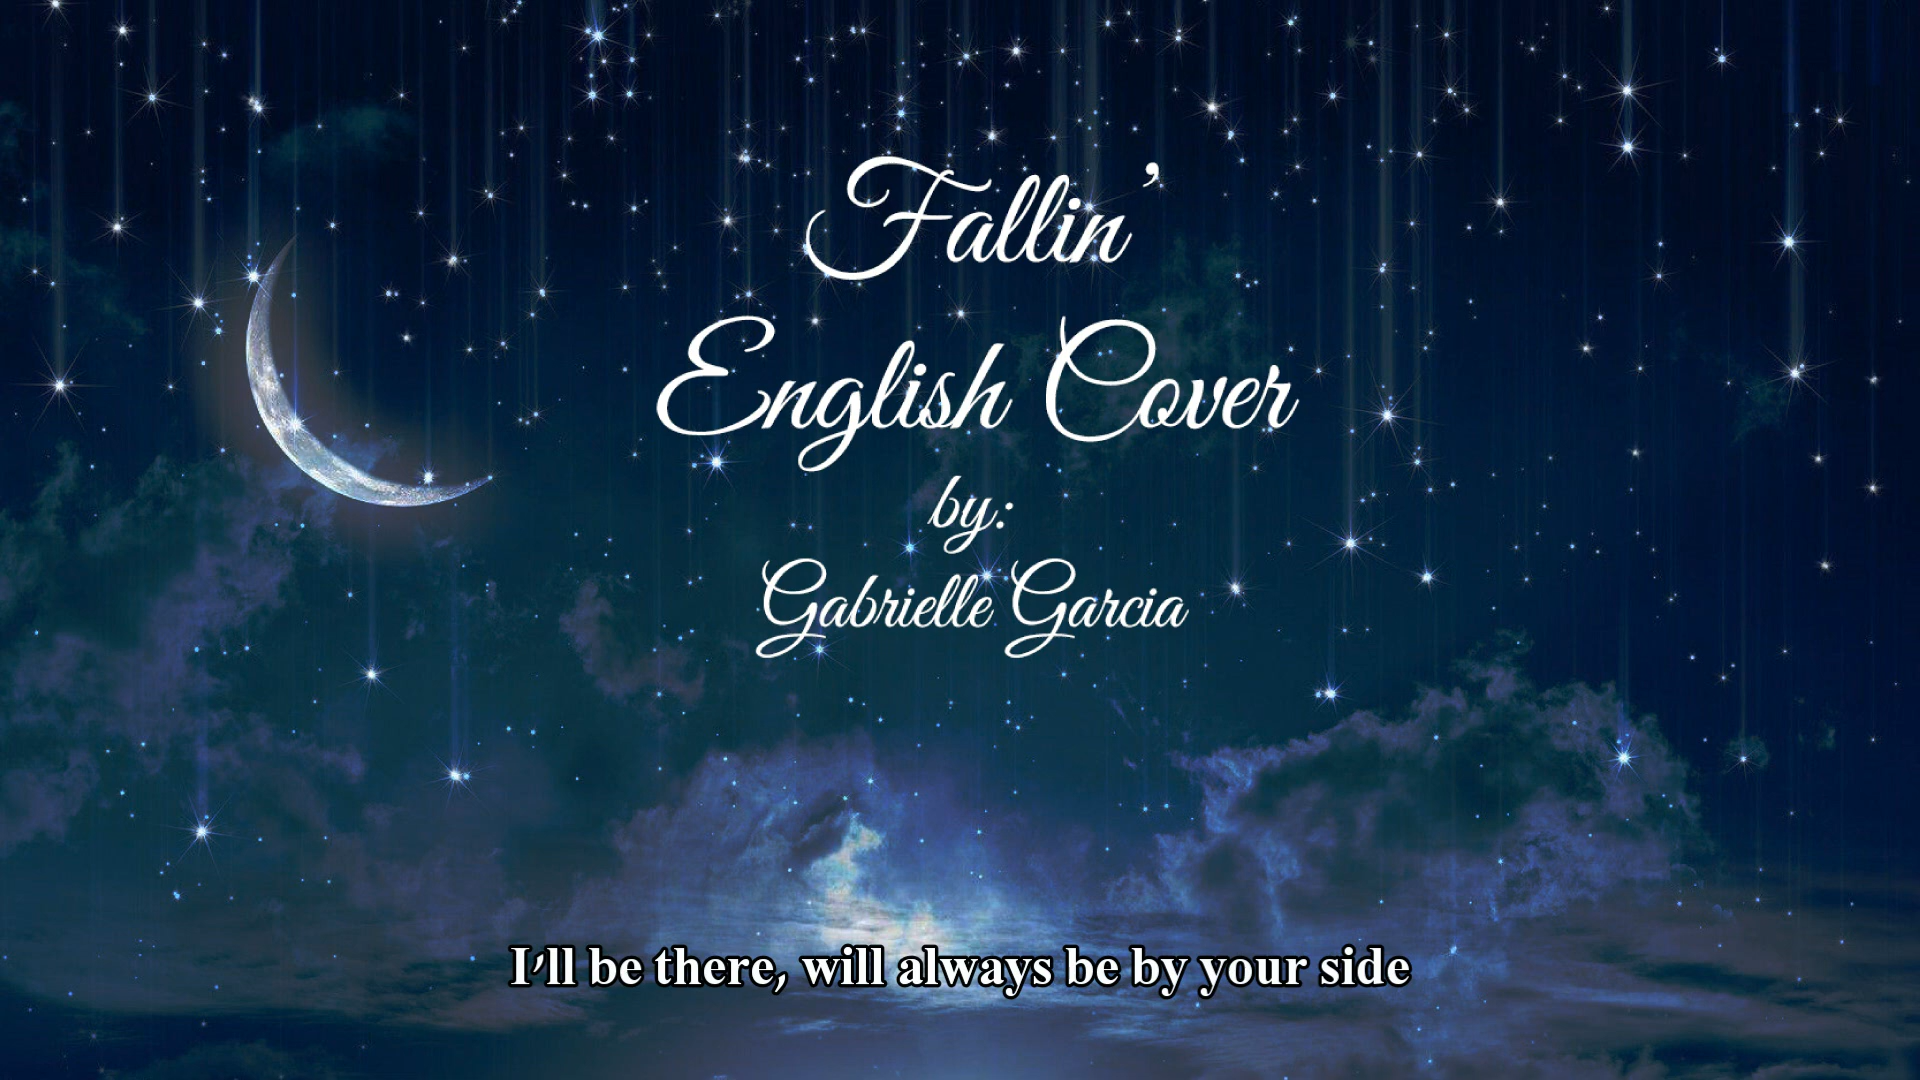 Fallin'
English Cover
by:
Gabrielle Garcia
I'll be there, will always be by your side